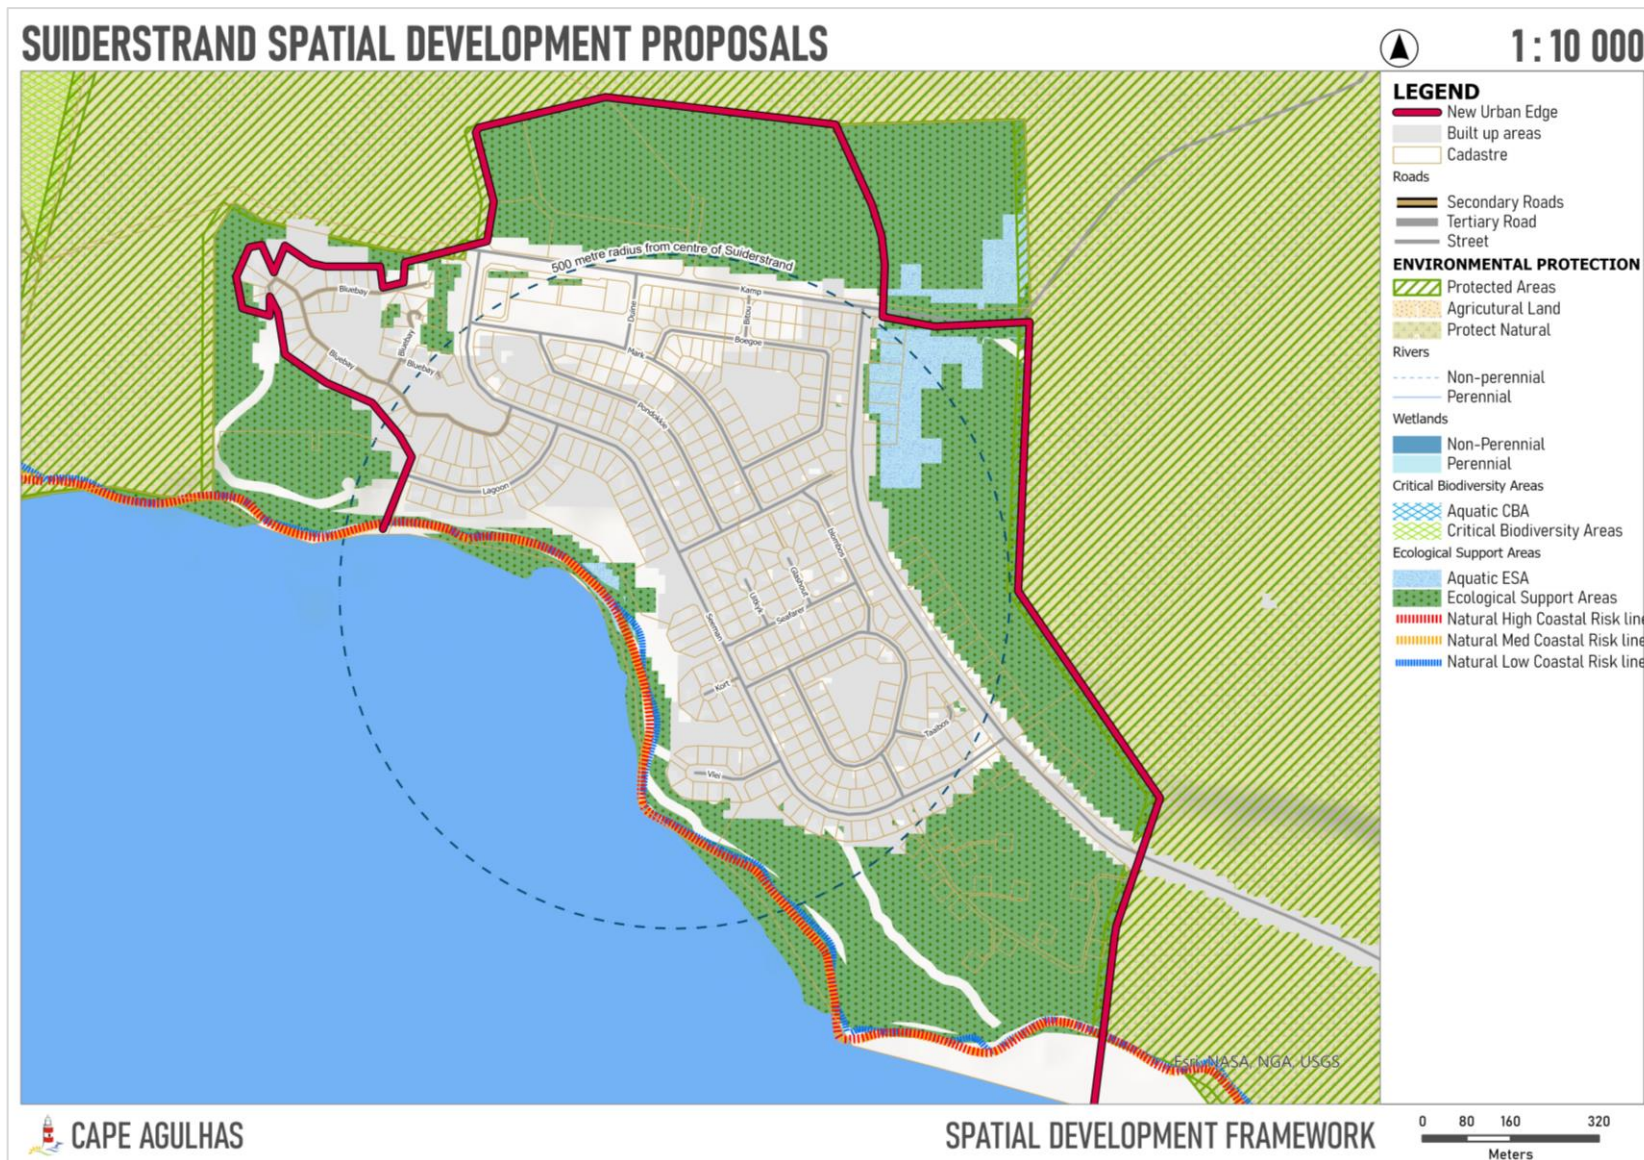 SUIDERSTRAND SPATIAL DEVELOPMENT PROPOSALS
1 : 10 000
LEGEND
New Urban Edge
Built up areas
Cadastre
Roads
Secondary Roads
Tertiary Road
Street
ENVIRONMENTAL PROTECTION
Protected Areas
Agricutural Land
Protect Natural
Rivers
Non-perennial
Perennial
Wetlands
Non-Perennial
Perennial
Critical Biodiversity Areas
Aquatic CBA
Critical Biodiversity Areas
Ecological Support Areas
Aquatic ESA
Ecological Support Areas
Natural High Coastal Risk line
Natural Med Coastal Risk line
Natural Low Coastal Risk line
500 metre radius from centre of Suiderstrand
Bluebay
Kamp
Duine
Bitou
Boegoe
Mark
Bluebay
Bluebay
Bluebay
Pondokkie
Lagoon
blombos
Glashout
Uitkyk
Seafarer
Seeman
Kort
Taaibos
Vlei
Esri, NASA, NGA, USGS
CAPE AGULHAS
SPATIAL DEVELOPMENT FRAMEWORK
0 80 160 320
Meters